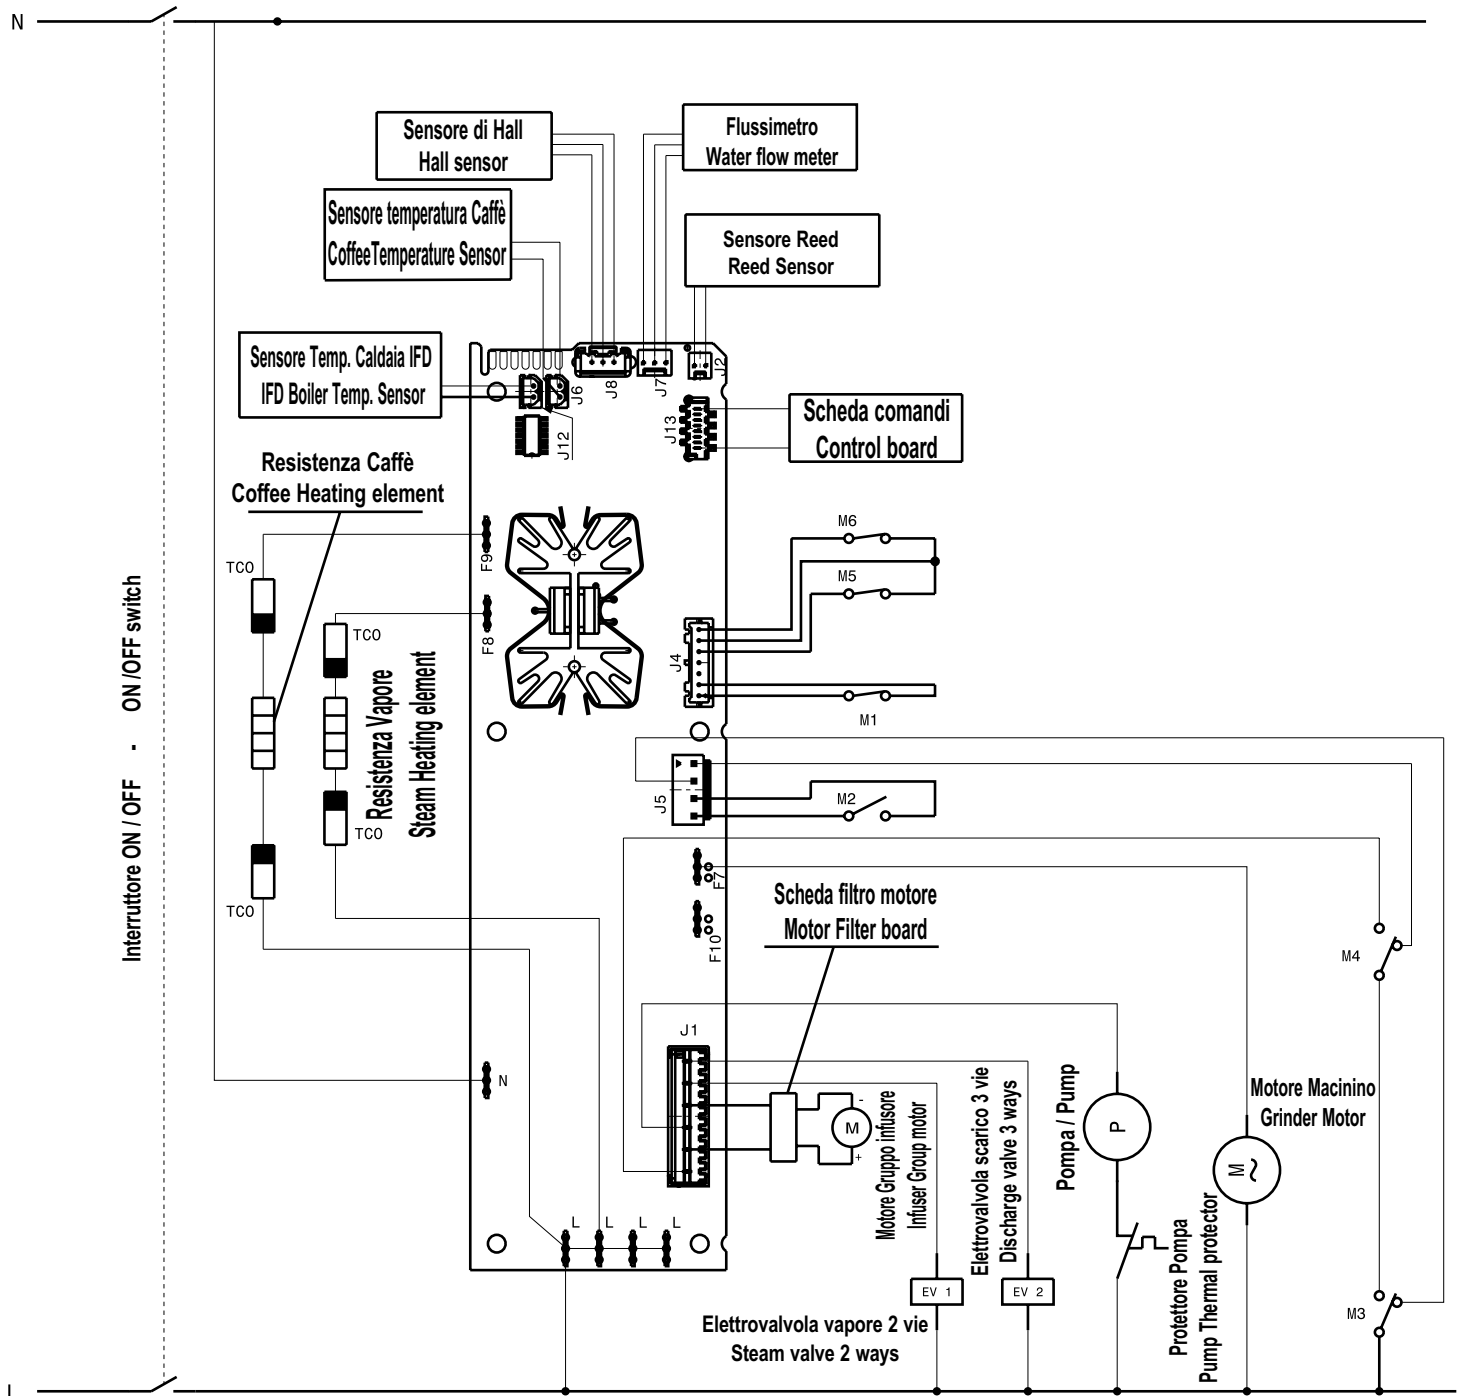 N
Sensore di Hall
Hall sensor
Flussimetro
Water flow meter
Sensore temperatura Caffè
CoffeeTemperature Sensor
Sensore Reed
Reed Sensor
Sensore Temp. Caldaia IFD
IFD Boiler Temp. Sensor
J6
J8
J7
J2
J12
J13
Scheda comandi
Control board
Resistenza Caffè
Coffee Heating element
TCO
F9
F8
TCO
M6
M5
J4
M1
Interruttore ON / OFF - ON /OFF switch
Resistenza Vapore
Steam Heating element
TCO
TCO
J5
M2
F7
F10
Scheda filtro motore
Motor Filter board
M4
J1
N
-
M
+
Motore Gruppo infusore
Infuser Group motor
Elettrovalvola scarico 3 vie
Discharge valve 3 ways
Pompa / Pump
P
Motore Macinino
Grinder Motor
M
~
L
L
L
L
EV 1
EV 2
Protettore Pompa
Pump Thermal protector
M3
Elettrovalvola vapore 2 vie
Steam valve 2 ways
L